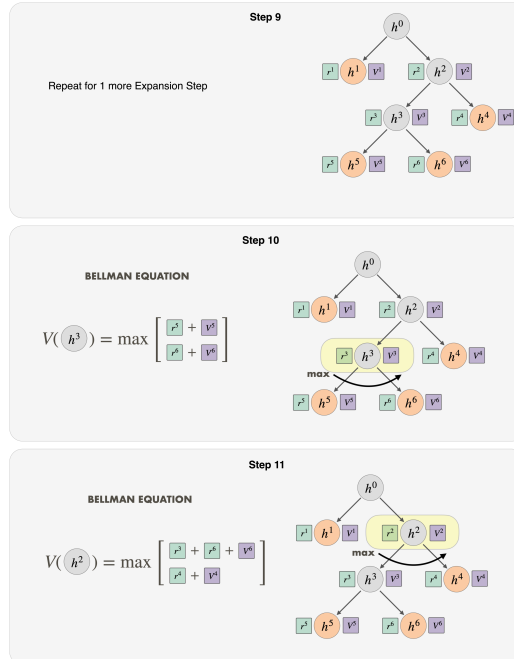 Step 9
h⁰
r¹ h¹ V¹ r² h² V²
Repeat for 1 more Expansion Step
r³ h³ V³ r⁴ h⁴ V⁴
r⁵ h⁵ V⁵ r⁶ h⁶ V⁶
Step 10
BELLMAN EQUATION
V( h³ ) = max [ r⁵ + V⁵
r⁶ + V⁶ ]
h⁰
r¹ h¹ V¹ r² h² V²
r³ h³ V³ r⁴ h⁴ V⁴
max
r⁵ h⁵ V⁵ r⁶ h⁶ V⁶
Step 11
BELLMAN EQUATION
V( h² ) = max [ r³ + r⁶ + V⁶
r⁴ + V⁴ ]
h⁰
r¹ h¹ V¹ r² h² V²
max
r³ h³ V³ r⁴ h⁴ V⁴
r⁵ h⁵ V⁵ r⁶ h⁶ V⁶